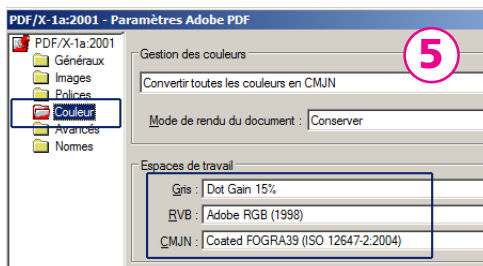 PDF/X-1a:2001 - Paramètres Adobe PDF
PDF/X-1a:2001
Généraux
Images
Polices
Couleur
Avancés
Normes
Gestion des couleurs
5
Convertir toutes les couleurs en CMJN
Mode de rendu du document : Conserver
Espaces de travail
Gris : Dot Gain 15%
RVB : Adobe RGB (1998)
CMJN : Coated FOGRA39 (ISO 12647-2:2004)